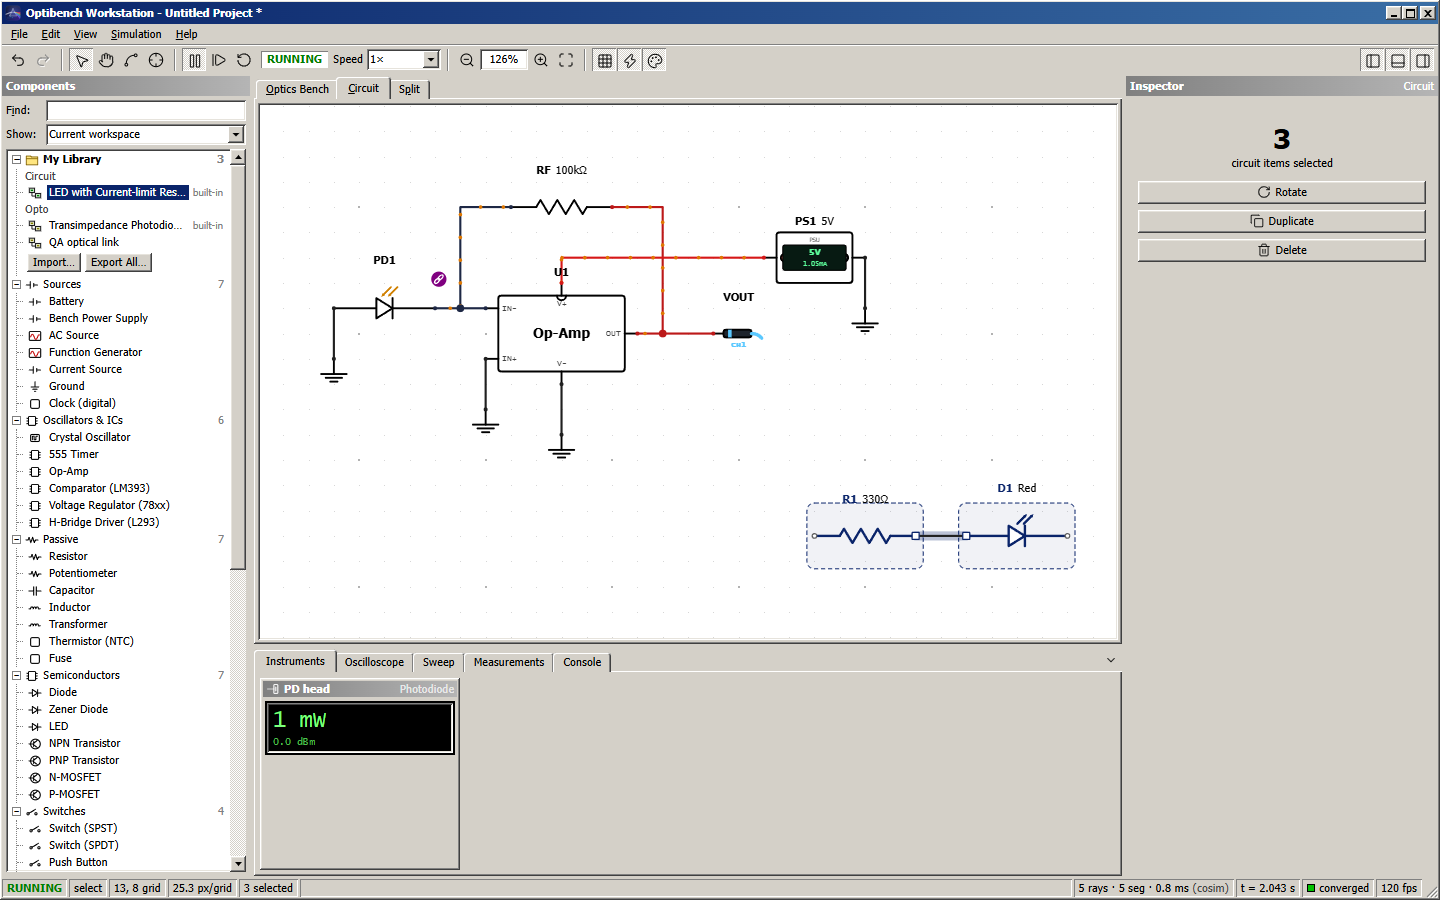 Optibench Workstation - Untitled Project *
File Edit View Simulation Help
RUNNING Speed 1× 126%
Components
Find:
Show: Current workspace
My Library 3
Circuit
LED with Current-limit Res... built-in
Opto
Transimpedance Photodio... built-in
QA optical link
Import... Export All...
Sources 7
Battery
Bench Power Supply
AC Source
Function Generator
Current Source
Ground
Clock (digital)
Oscillators & ICs 6
Crystal Oscillator
555 Timer
Op-Amp
Comparator (LM393)
Voltage Regulator (78xx)
H-Bridge Driver (L293)
Passive 7
Resistor
Potentiometer
Capacitor
Inductor
Transformer
Thermistor (NTC)
Fuse
Semiconductors 7
Diode
Zener Diode
LED
NPN Transistor
PNP Transistor
N-MOSFET
P-MOSFET
Switches 4
Switch (SPST)
Switch (SPDT)
Push Button
Optics Bench Circuit Split
RF 100kΩ
PS1 5V
PSU
5V
1.05mA
PD1
U1
V+
IN-
Op-Amp
OUT
IN+
V-
VOUT
CH1
R1 330Ω
D1 Red
Instruments Oscilloscope Sweep Measurements Console
PD head Photodiode
1 mW
0.0 dBm
Inspector Circuit
3
circuit items selected
Rotate
Duplicate
Delete
RUNNING select 13, 8 grid 25.3 px/grid 3 selected 5 rays · 5 seg · 0.8 ms (cosim) t = 2.043 s converged 120 fps